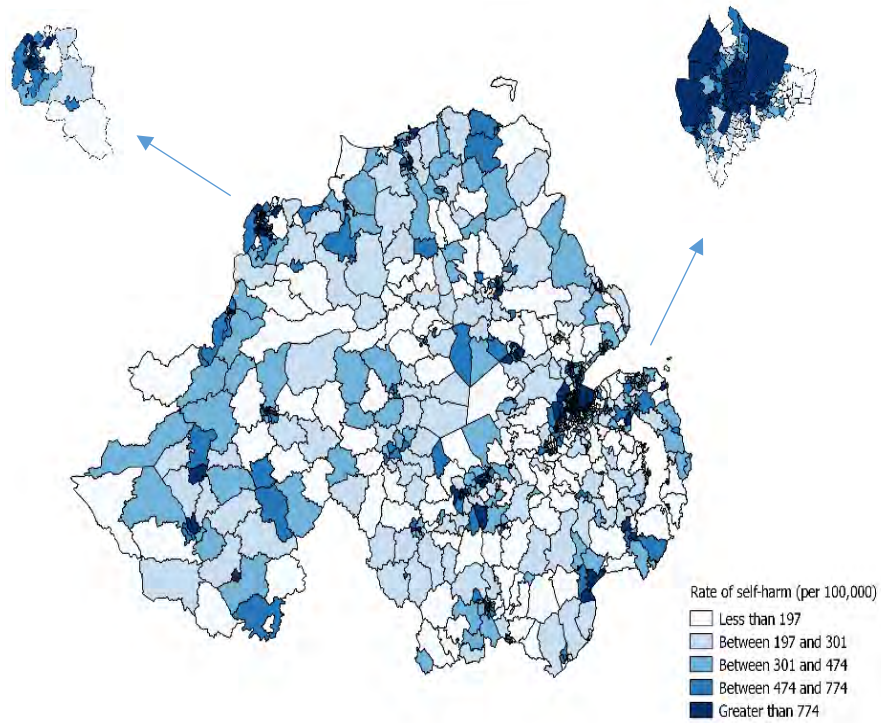 Rate of self-harm (per 100,000)
Less than 197
Between 197 and 301
Between 301 and 474
Between 474 and 774
Greater than 774